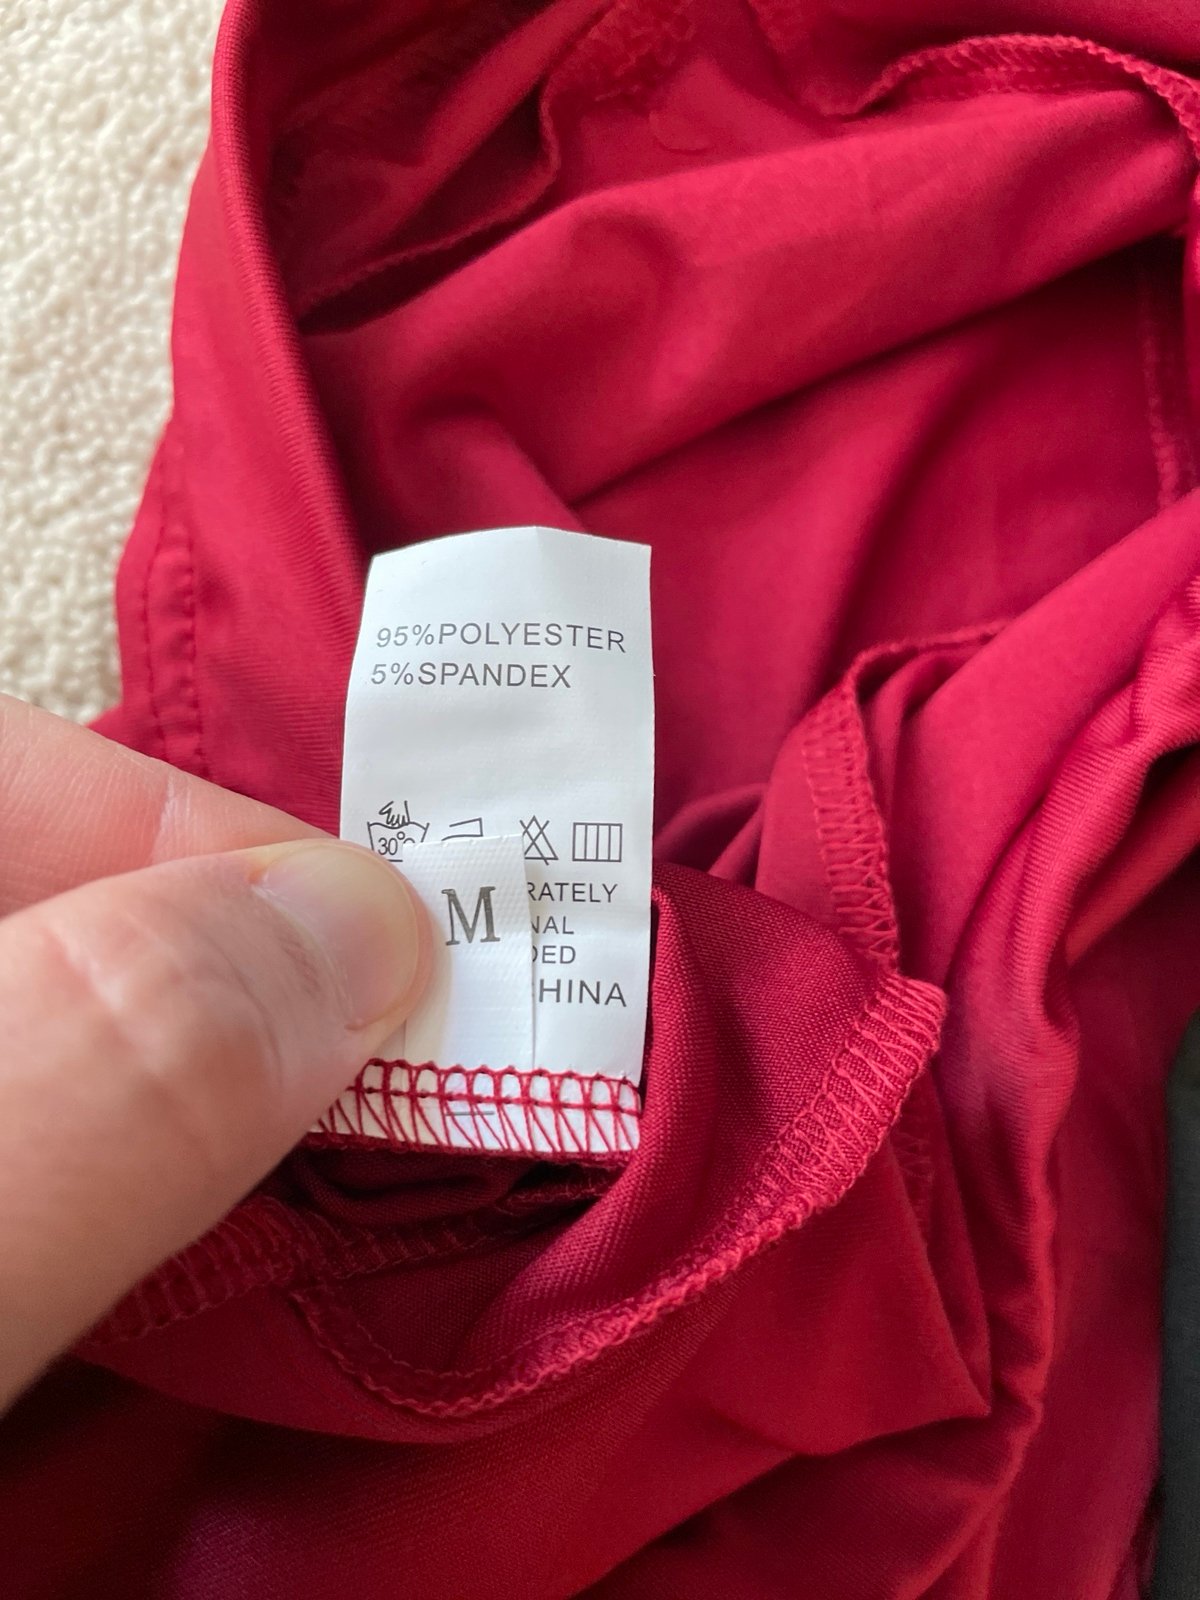 95%POLYESTER
5%SPANDEX
30°
M
RATELY
NAL
DED
HINA